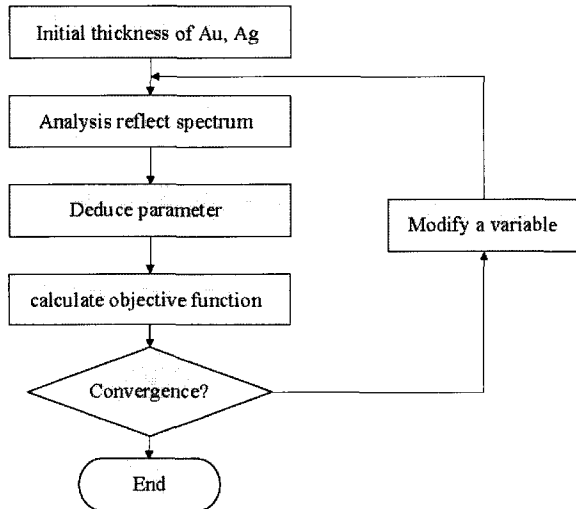 Initial thickness of Au, Ag
Analysis reflect spectrum
Deduce parameter
Modify a variable
calculate objective function
Convergence?
End